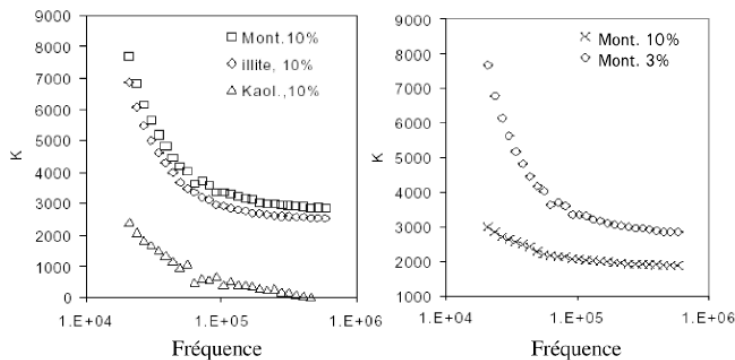 9000
8000
7000
6000
5000
4000
3000
2000
1000
0
K
Mont,10%
illite, 10%
Kaol.,10%
1.E+04
1.E+05
1.E+06
Fréquence
9000
8000
7000
6000
5000
4000
3000
2000
1000
K
Mont. 10%
Mont. 3%
1.E+04
1.E+05
1.E+06
Fréquence